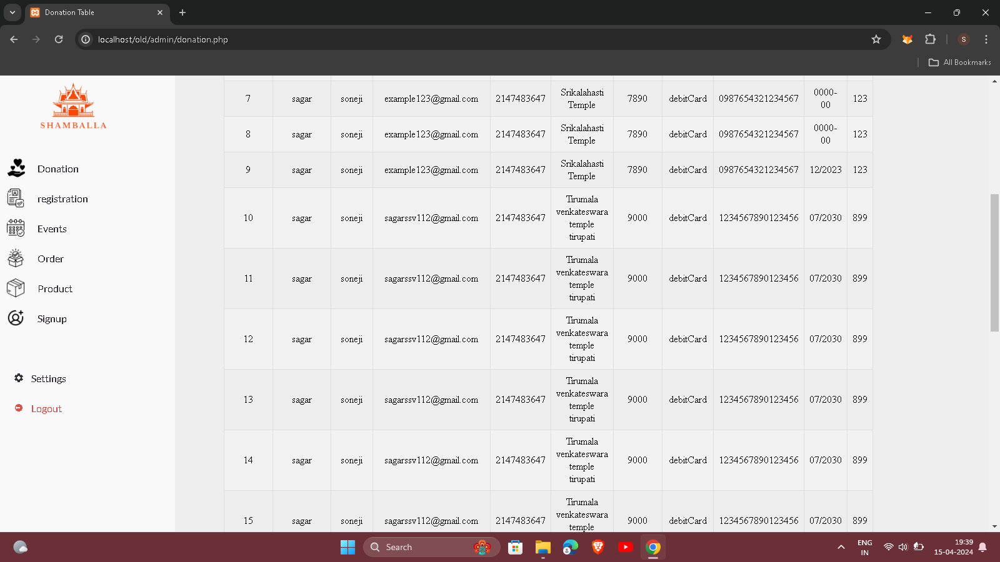 Donation Table
localhost/old/admin/donation.php
S
All Bookmarks
SHAMBALLA
Donation
registration
Events
Order
Product
Signup
Settings
Logout
7 sagar soneji example123@gmail.com 2147483647 Srikalahasti Temple 7890 debitCard 0987654321234567 0000-00 123
8 sagar soneji example123@gmail.com 2147483647 Srikalahasti Temple 7890 debitCard 0987654321234567 0000-00 123
9 sagar soneji example123@gmail.com 2147483647 Srikalahasti Temple 7890 debitCard 0987654321234567 12/2023 123
10 sagar soneji sagarssv112@gmail.com 2147483647 Tirumala venkateswara temple tirupati 9000 debitCard 1234567890123456 07/2030 899
11 sagar soneji sagarssv112@gmail.com 2147483647 Tirumala venkateswara temple tirupati 9000 debitCard 1234567890123456 07/2030 899
12 sagar soneji sagarssv112@gmail.com 2147483647 Tirumala venkateswara temple tirupati 9000 debitCard 1234567890123456 07/2030 899
13 sagar soneji sagarssv112@gmail.com 2147483647 Tirumala venkateswara temple tirupati 9000 debitCard 1234567890123456 07/2030 899
14 sagar soneji sagarssv112@gmail.com 2147483647 Tirumala venkateswara temple tirupati 9000 debitCard 1234567890123456 07/2030 899
15 sagar soneji sagarssv112@gmail.com 2147483647 Tirumala venkateswara temple 9000 debitCard 1234567890123456 07/2030 899
Search
ENG
IN
19:39
15-04-2024